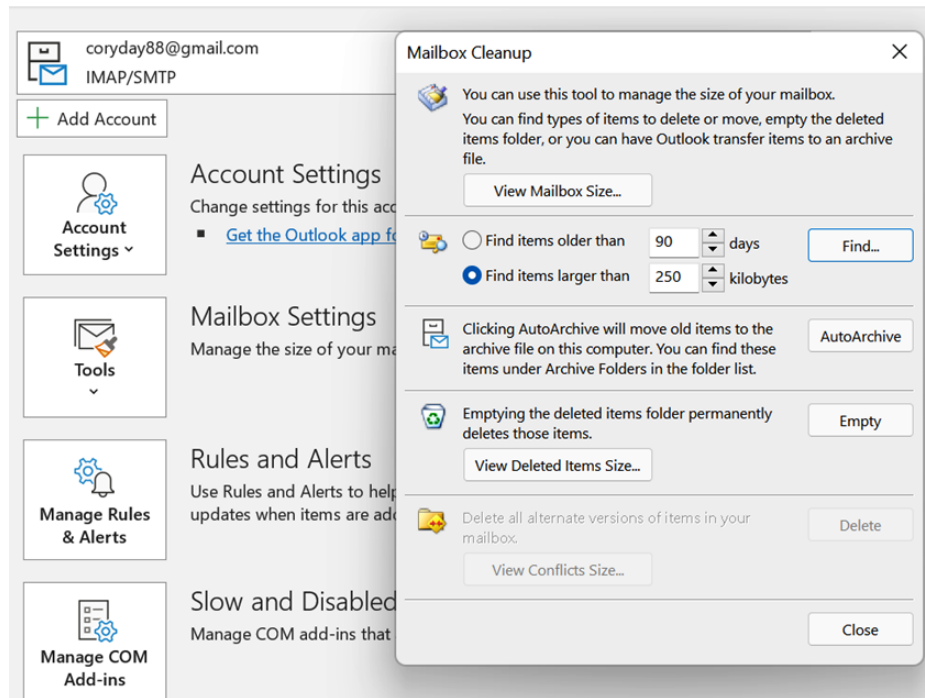 coryday88@gmail.com
IMAP/SMTP
Add Account
Account
Settings
Account Settings
Change settings for this acc
Get the Outlook app fo
Tools
Mailbox Settings
Manage the size of your ma
Manage Rules
& Alerts
Rules and Alerts
Use Rules and Alerts to help
updates when items are add
Manage COM
Add-ins
Slow and Disabled
Manage COM add-ins that
Mailbox Cleanup
You can use this tool to manage the size of your mailbox.
You can find types of items to delete or move, empty the deleted
items folder, or you can have Outlook transfer items to an archive
file.
View Mailbox Size...
Find items older than 90 days
Find...
Find items larger than 250 kilobytes
Clicking AutoArchive will move old items to the
archive file on this computer. You can find these
items under Archive Folders in the folder list.
AutoArchive
Emptying the deleted items folder permanently
deletes those items.
Empty
View Deleted Items Size...
Delete all alternate versions of items in your
mailbox.
Delete
View Conflicts Size...
Close